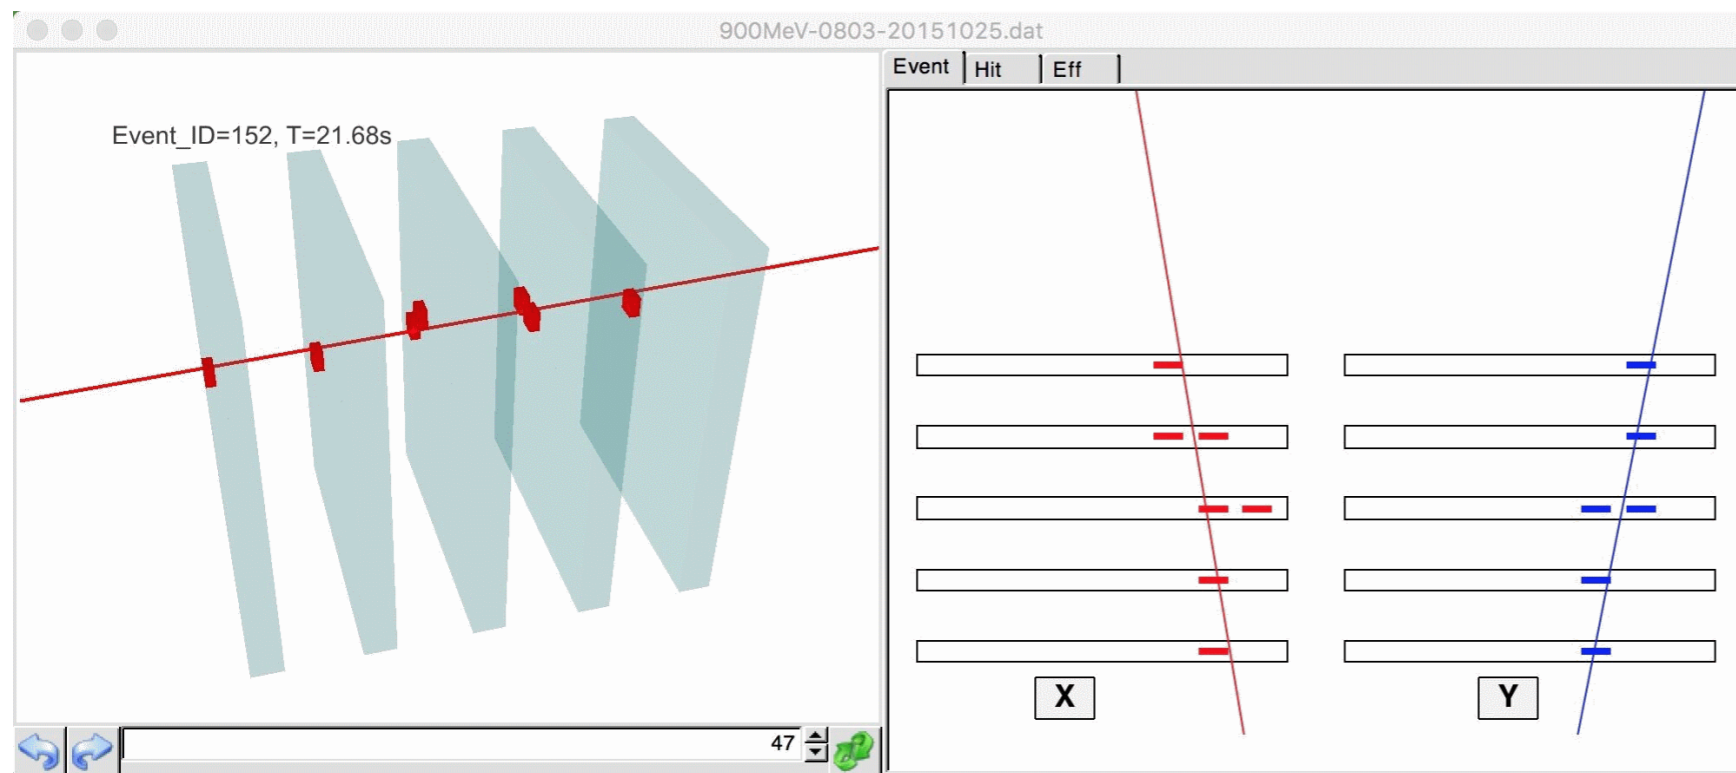 900MeV-0803-20151025.dat
Event_ID=152, T=21.68s
Event Hit Eff
X Y
47